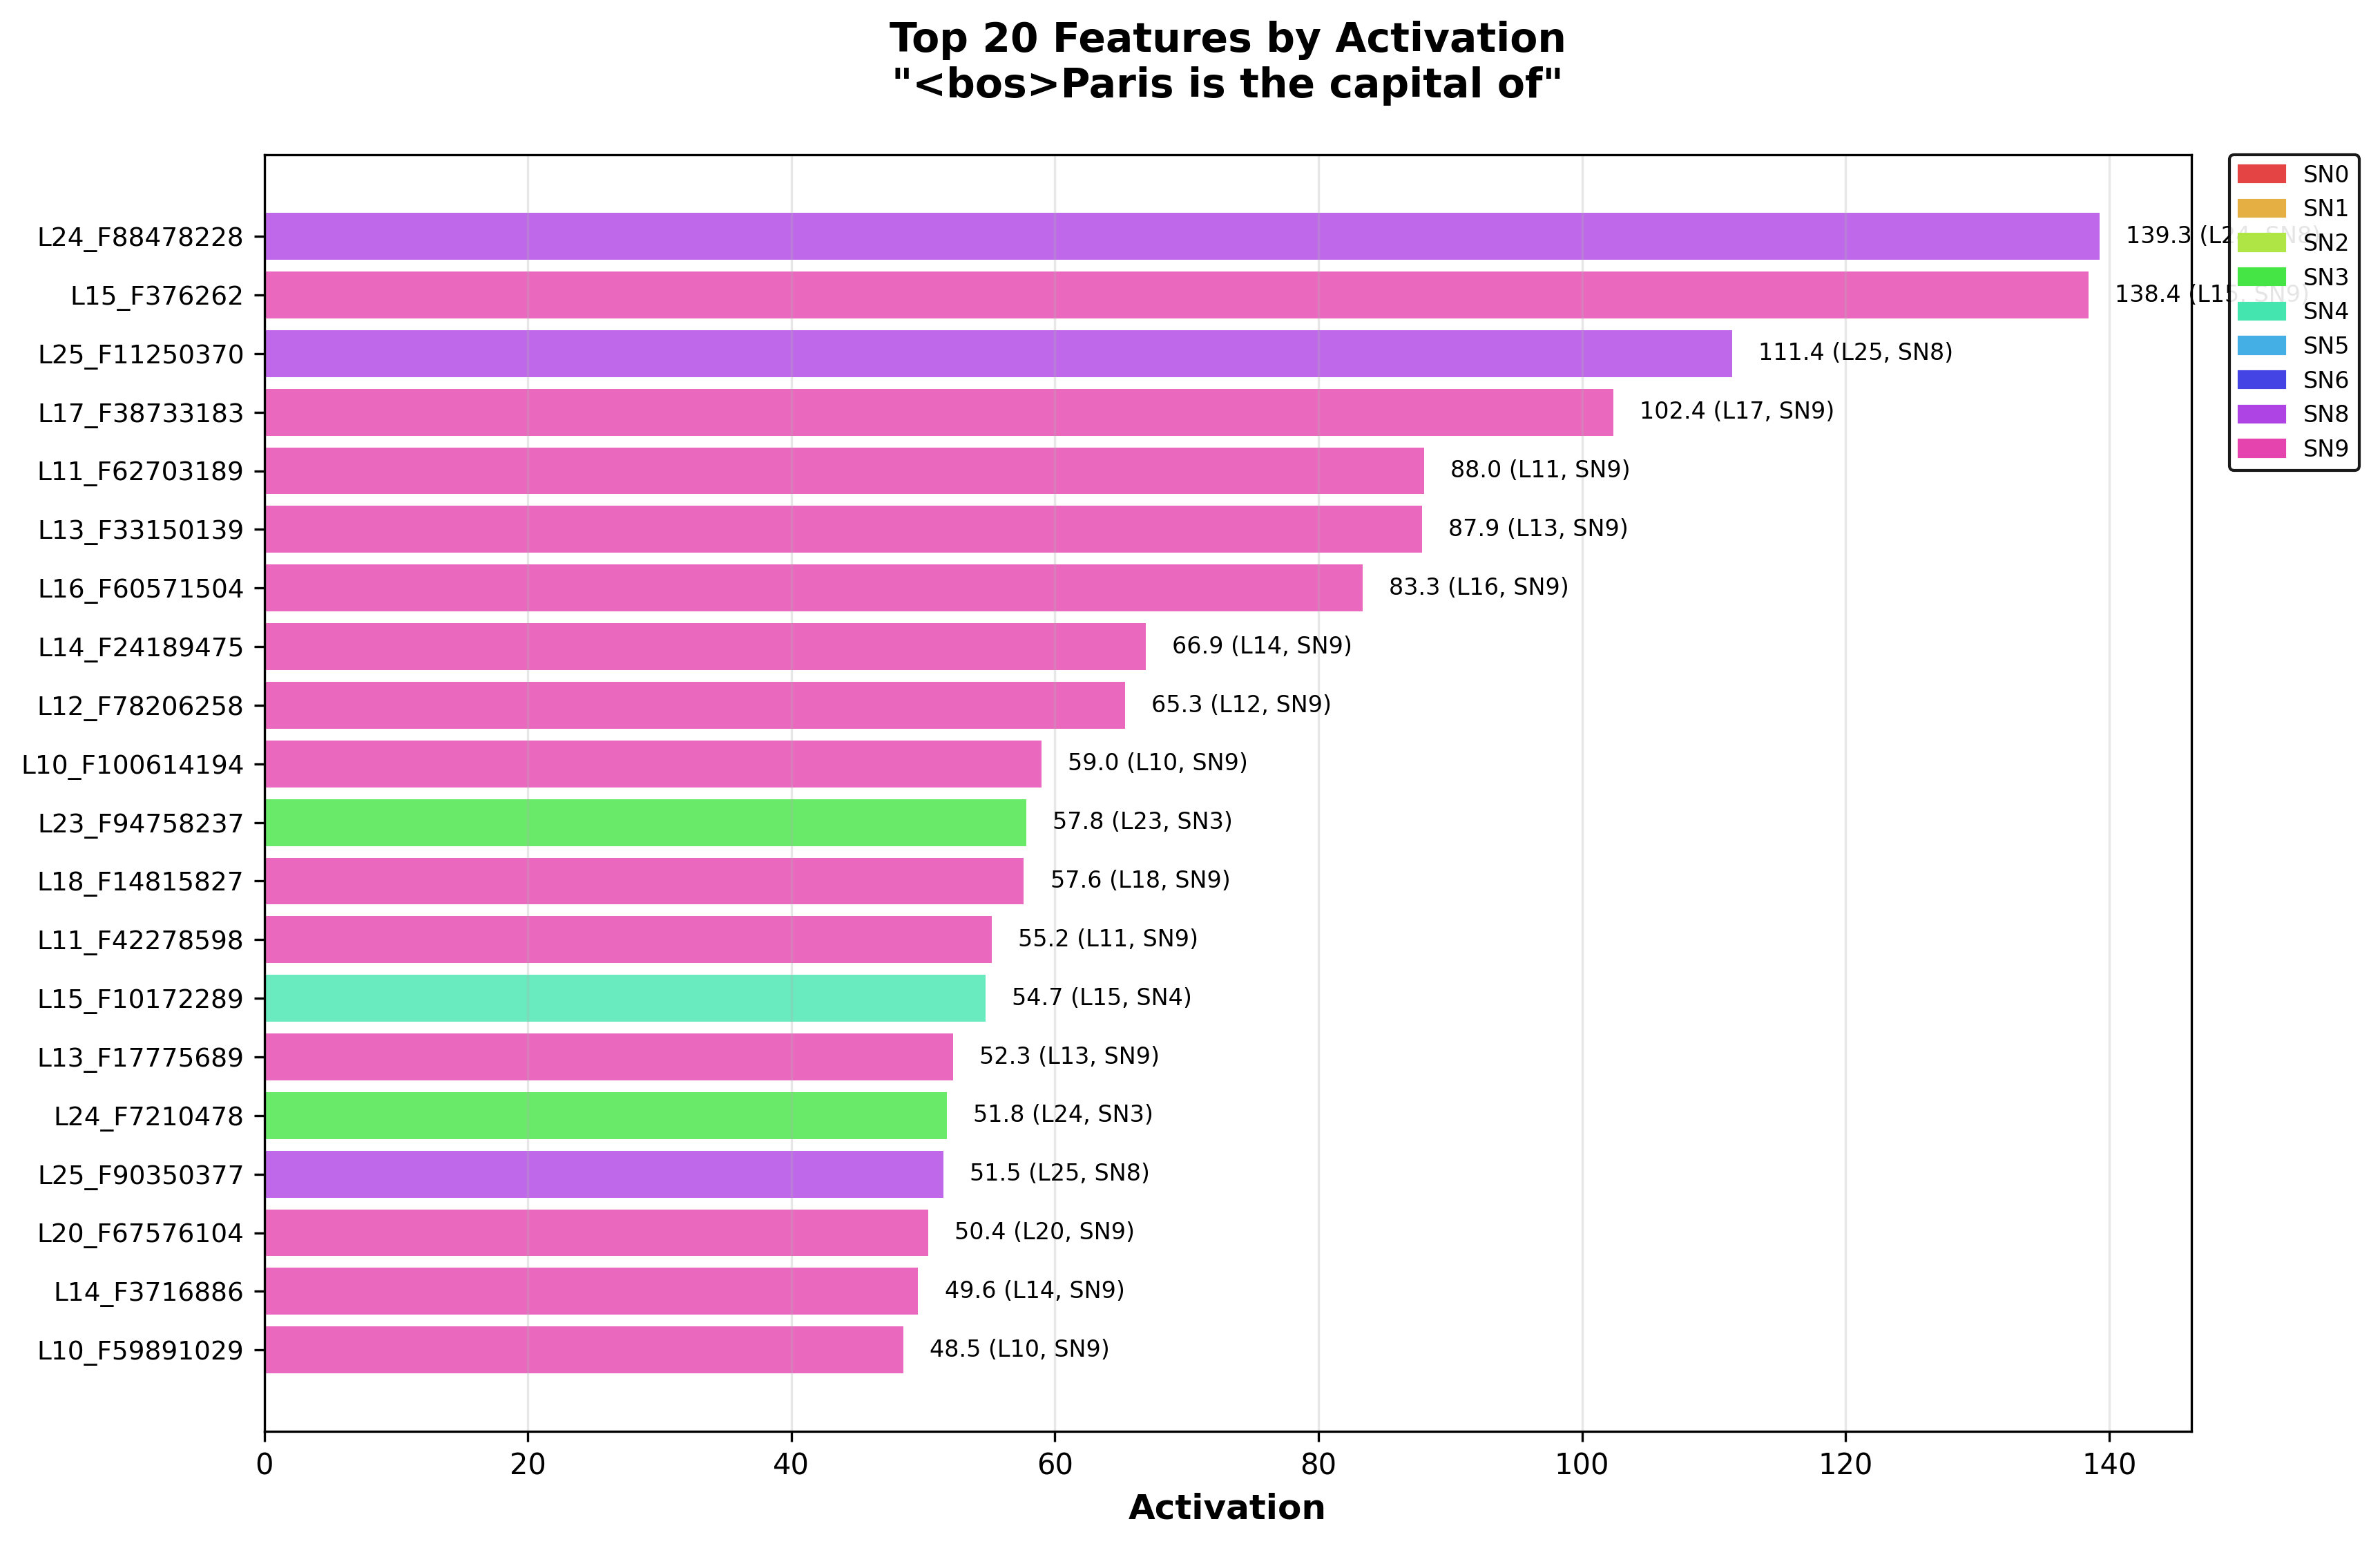 Top 20 Features by Activation
"<bos>Paris is the capital of"
L24_F88478228 139.3 (L24, SN8)
L15_F376262 138.4 (L15, SN9)
L25_F11250370 111.4 (L25, SN8)
L17_F38733183 102.4 (L17, SN9)
L11_F62703189 88.0 (L11, SN9)
L13_F33150139 87.9 (L13, SN9)
L16_F60571504 83.3 (L16, SN9)
L14_F24189475 66.9 (L14, SN9)
L12_F78206258 65.3 (L12, SN9)
L10_F100614194 59.0 (L10, SN9)
L23_F94758237 57.8 (L23, SN3)
L18_F14815827 57.6 (L18, SN9)
L11_F42278598 55.2 (L11, SN9)
L15_F10172289 54.7 (L15, SN4)
L13_F17775689 52.3 (L13, SN9)
L24_F7210478 51.8 (L24, SN3)
L25_F90350377 51.5 (L25, SN8)
L20_F67576104 50.4 (L20, SN9)
L14_F3716886 49.6 (L14, SN9)
L10_F59891029 48.5 (L10, SN9)
0 20 40 60 80 100 120 140
Activation
SN0
SN1
SN2
SN3
SN4
SN5
SN6
SN8
SN9